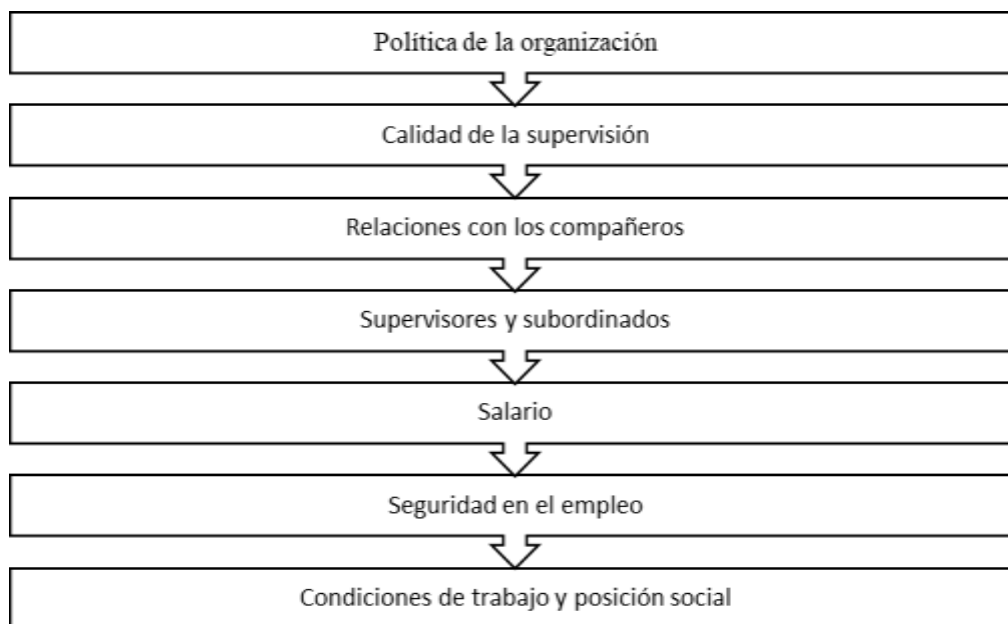 Política de la organización
Calidad de la supervisión
Relaciones con los compañeros
Supervisores y subordinados
Salario
Seguridad en el empleo
Condiciones de trabajo y posición social